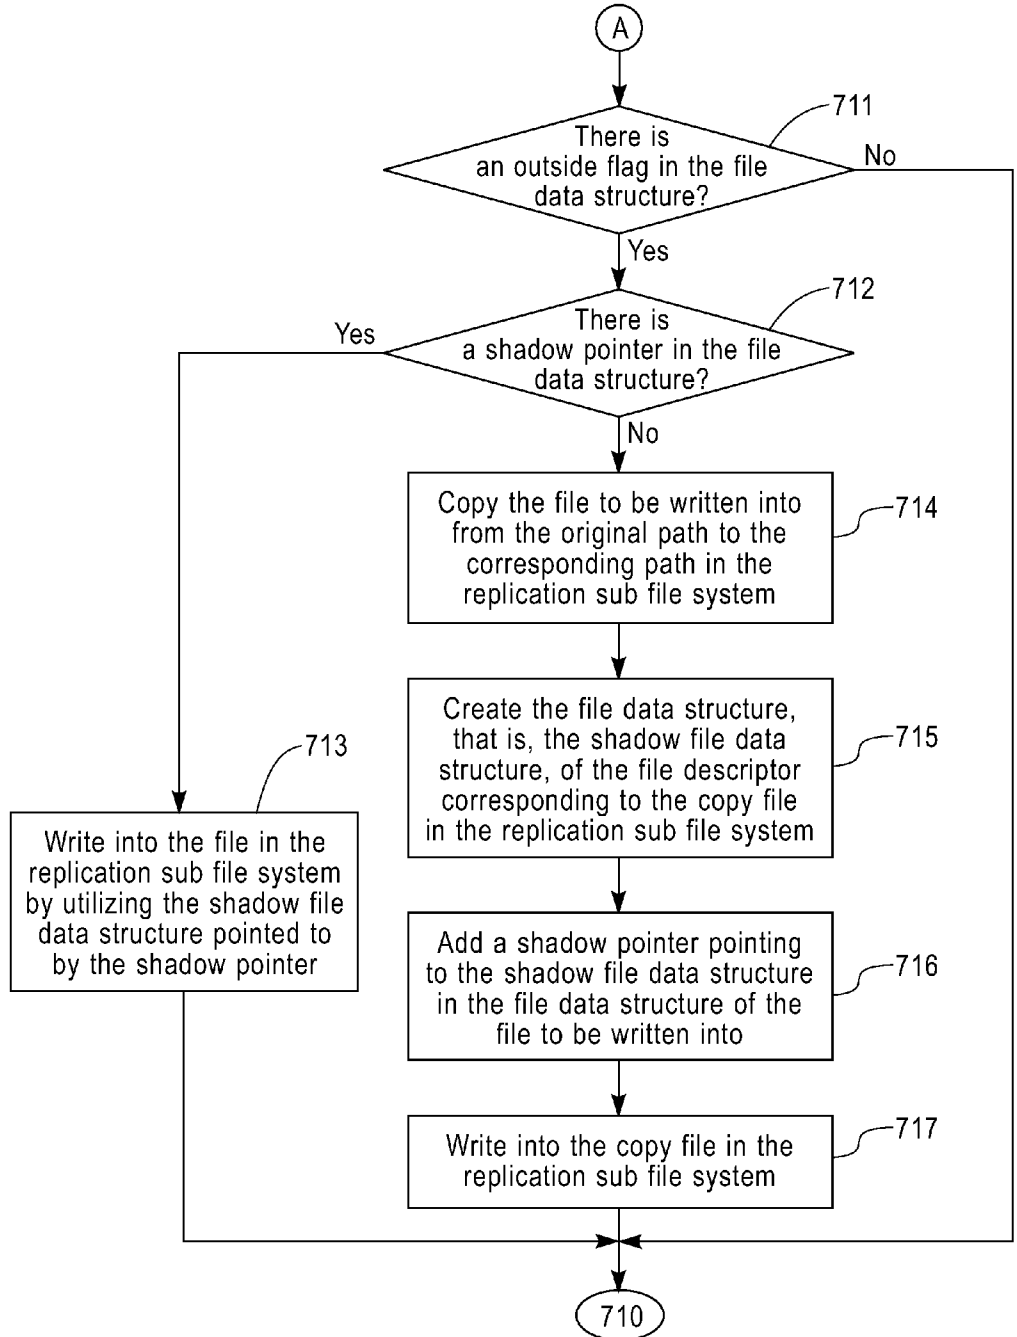 A
711
There is
an outside flag in the file
data structure?
No
Yes
712
There is
a shadow pointer in the file
data structure?
Yes
No
Copy the file to be written into
from the original path to the
corresponding path in the
replication sub file system
714
Create the file data structure,
that is, the shadow file data
structure, of the file descriptor
corresponding to the copy file
in the replication sub file system
715
713
Write into the file in the
replication sub file system
by utilizing the shadow file
data structure pointed to
by the shadow pointer
Add a shadow pointer pointing
to the shadow file data structure
in the file data structure of the
file to be written into
716
Write into the copy file in the
replication sub file system
717
710